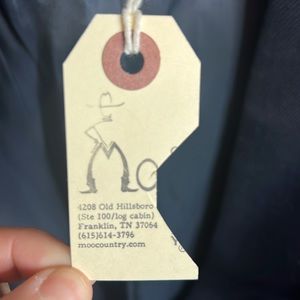 Mo
4208 Old Hillsboro
(Ste 100/log cabin)
Franklin, TN 37064
(615)614-3796
moocountry.com